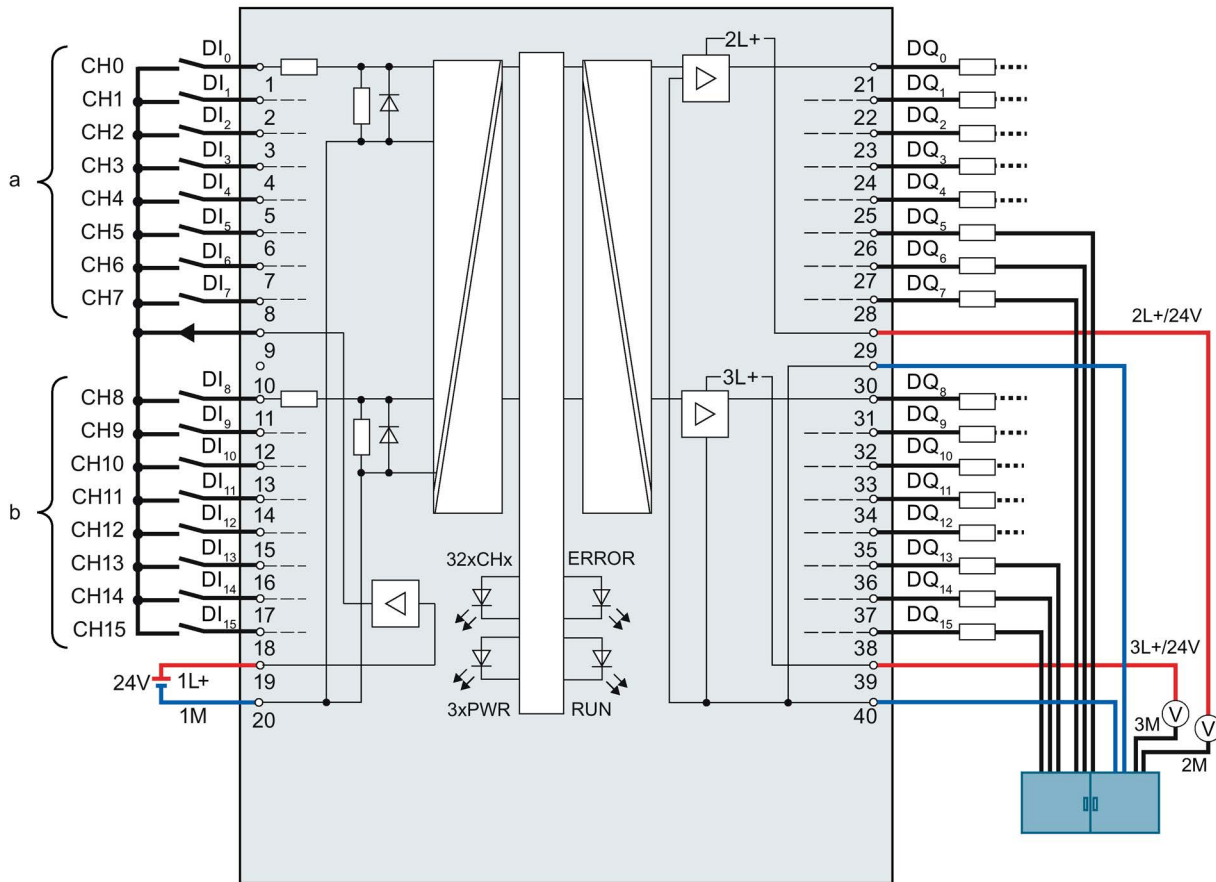 a
CH0
CH1
CH2
CH3
CH4
CH5
CH6
CH7
DI0
DI1
DI2
DI3
DI4
DI5
DI6
DI7
1
2
3
4
5
6
7
8
9
b
CH8
CH9
CH10
CH11
CH12
CH13
CH14
CH15
DI8
DI9
DI10
DI11
DI12
DI13
DI14
DI15
10
11
12
13
14
15
16
17
18
19
20
24V
1L+
1M
2L+
3L+
32xCHx
ERROR
3xPWR
RUN
DQ0
DQ1
DQ2
DQ3
DQ4
DQ5
DQ6
DQ7
21
22
23
24
25
26
27
28
29
30
2L+/24V
DQ8
DQ9
DQ10
DQ11
DQ12
DQ13
DQ14
DQ15
31
32
33
34
35
36
37
38
39
40
3L+/24V
V
V
3M
2M